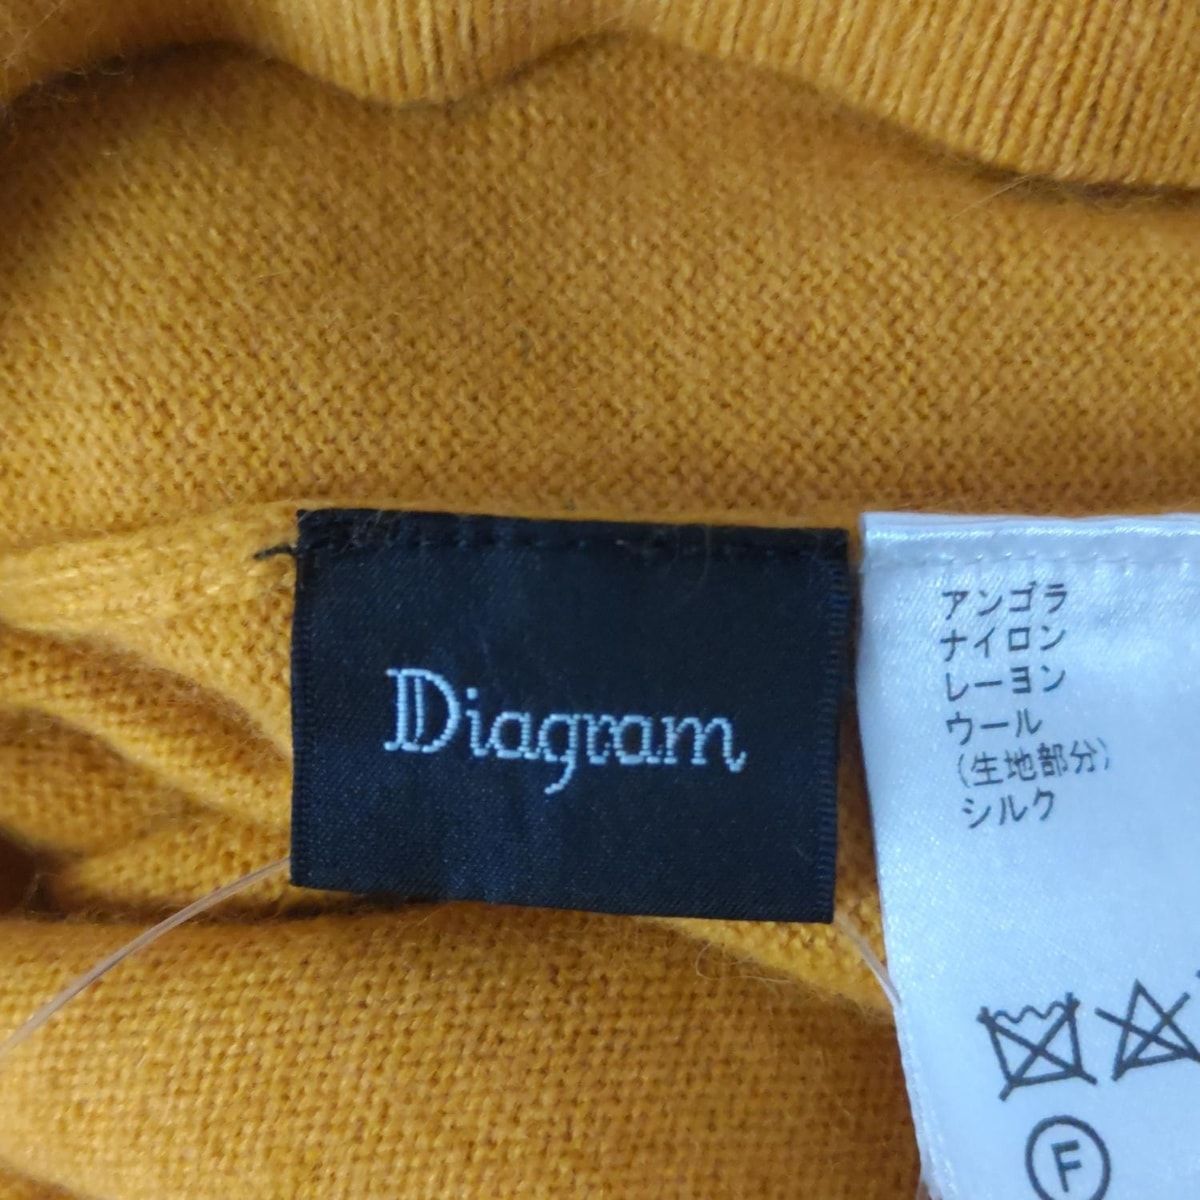 Diagram
アンゴラ
ナイロン
レーヨン
ウール
(生地部分)
シルク
F